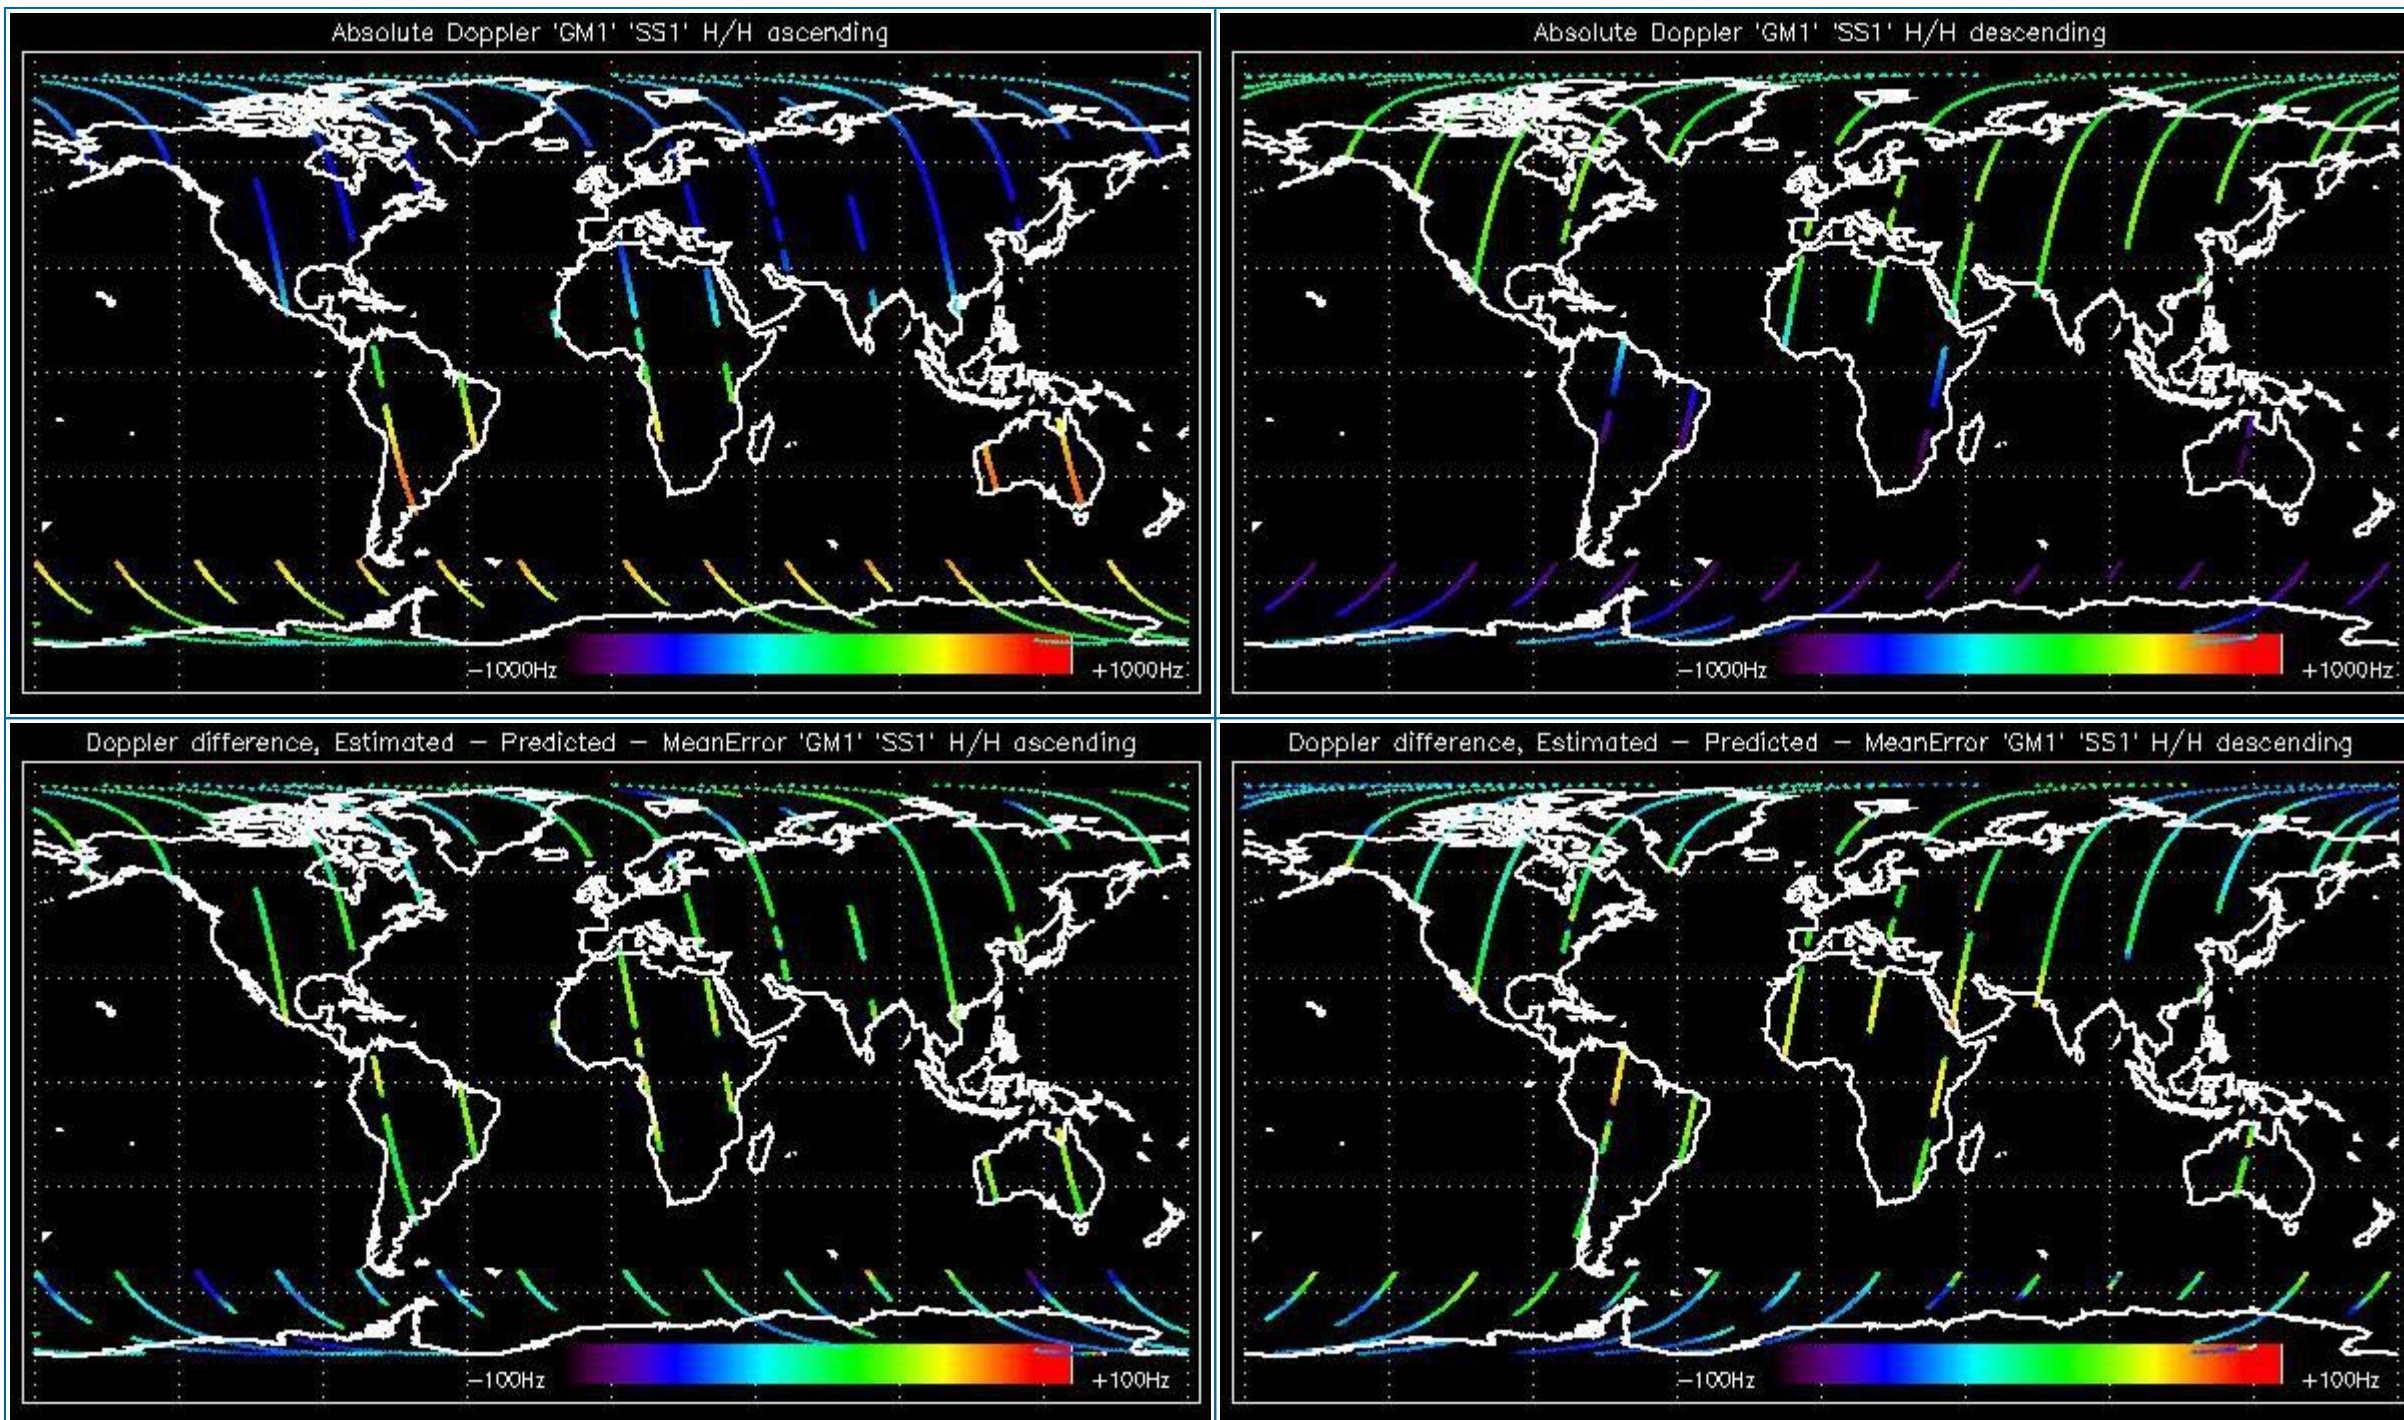 Absolute Doppler 'GM1' 'SS1' H/H ascending
-1000Hz
+1000Hz
Absolute Doppler 'GM1' 'SS1' H/H descending
-1000Hz
+1000Hz
Doppler difference, Estimated - Predicted - MeanError 'GM1' 'SS1' H/H ascending
-100Hz
+100Hz
Doppler difference, Estimated - Predicted - MeanError 'GM1' 'SS1' H/H descending
-100Hz
+100Hz